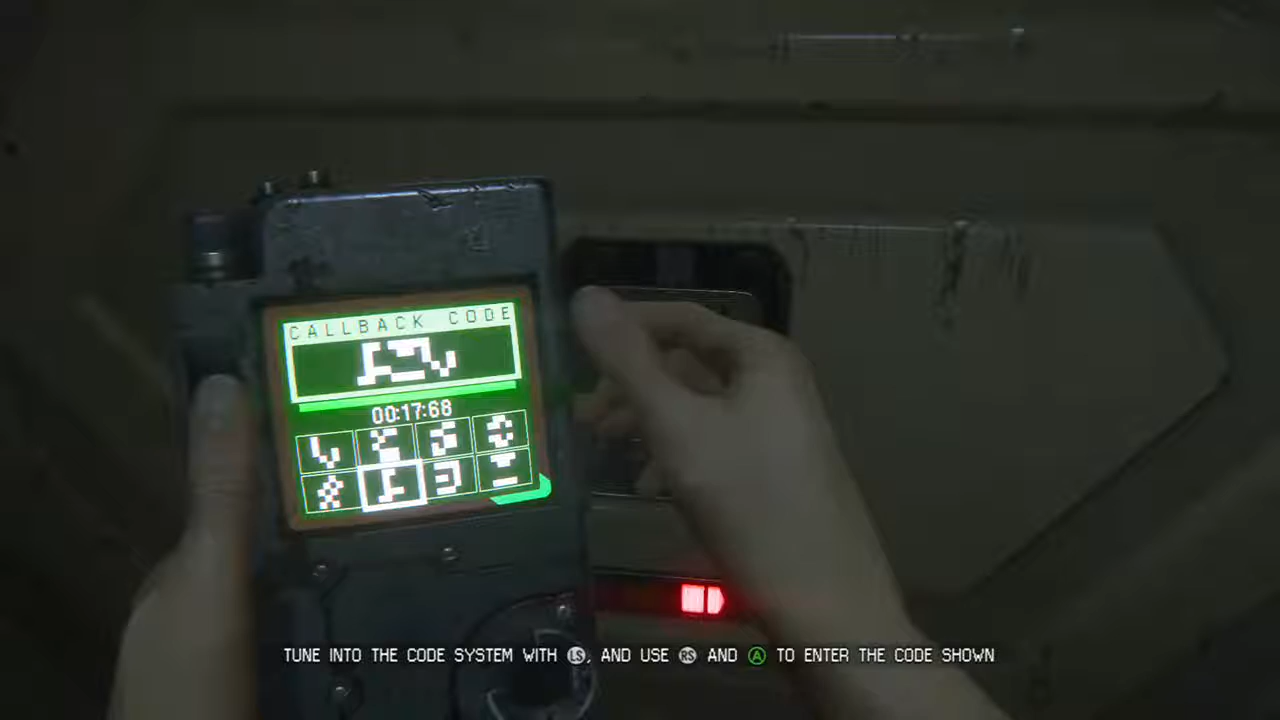 CALLBACK CODE
00:17:68
TUNE INTO THE CODE SYSTEM WITH LS, AND USE RS AND A TO ENTER THE CODE SHOWN